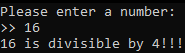 Please enter a number:
>> 16
16 is divisible by 4!!!